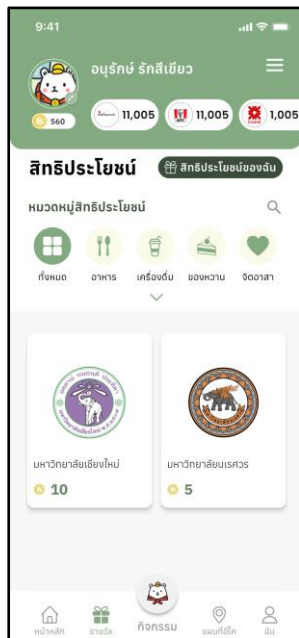 9:41
อนุรักษ์ รักสีเขียว
560
11,005
KFC
11,005
1,005
สิทธิประโยชน์
สิทธิประโยชน์ของฉัน
หมวดหมู่สิทธิประโยชน์
ทั้งหมด
อาหาร
เครื่องดื่ม
ของหวาน
จิตอาสา
มหาวิทยาลัยเชียงใหม่
10
มหาวิทยาลัยนเรศวร
5
หน้าหลัก
รางวัล
กิจกรรม
แผนที่อีโค
ฉัน